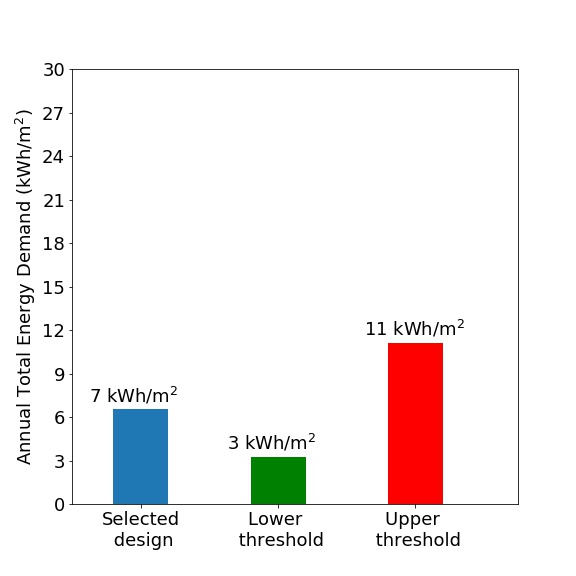 Annual Total Energy Demand (kWh/m²)
30
27
24
21
18
15
12
9
6
3
0
11 kWh/m²
7 kWh/m²
3 kWh/m²
Selected
design
Lower
threshold
Upper
threshold